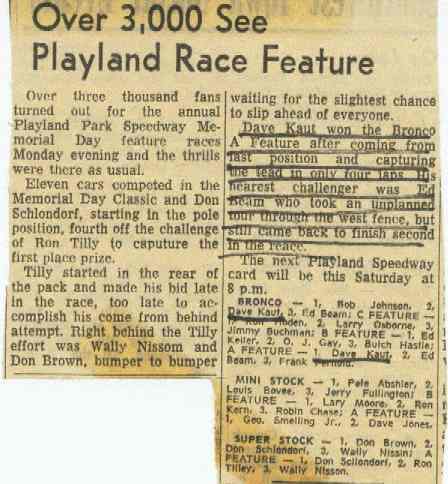 Over 3,000 See
Playland Race Feature
Over three thousand fans
turned out for the annual
Playland Park Speedway Me-
morial Day feature races
Monday evening and the thrills
were there as usual.
Eleven cars competed in the
Memorial Day Classic and Don
Schlondorf, starting in the pole
position, fourth off the challenge
of Ron Tilly to caputure the
first place prize.
Tilly started in the rear of
the pack and made his bid late
in the race, too late to ac-
complish his come from behind
attempt. Right behind the Tilly
effort was Wally Nissom and
Don Brown, bumper to bumper
waiting for the slightest chance
to slip ahead of everyone.
Dave Kaut won the Bronco
A Feature after coming from
last position and capturing
the lead in only four laps. His
nearest challenger was Ed
Beam who took an unplanned
tour through the west fence, but
still came back to finish second
in the reace.
The next Playland Speedway
card will be this Saturday at
8 p.m.
BRONCO — 1, Bob Johnson, 2,
Dave Kaut, 3, Ed Beam; C FEATURE —
2, Larry Osborne, 3,
Jimmy Buchman; B FEATURE — 1, Ed
Keller, 2, O. J. Gay, 3, Butch Hastle;
A FEATURE — 1, Dave Kaut, 2, Ed
Beam, 3, Frank
MINI STOCK — 1, Pete Abshier, 2,
Louis Bovee, 3, Jerry Fullington; B
FEATURE — 1, Lary Moore, 2, Ron
Kern, 3, Robin Chase; A FEATURE —
1, Geo. Smelling Jr., 2, Dave Jones.
SUPER STOCK — 1, Don Brown, 2,
Don Schlondorf, 3, Wally Nissin; A
FEATURE — 1, Don Schlondorf, 2, Ron
Tilley, 3, Wally Nisson.